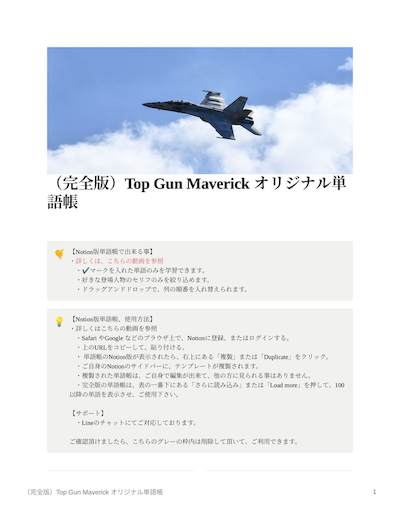 （完全版）Top Gun Maverick オリジナル単
語帳
【Notion版単語帳で出来る事】
・詳しくは、こちらの動画を参照
・✔マークを入れた単語のみを学習できます。
・好きな登場人物のセリフのみを絞り込めます。
・ドラッグアンドドロップで、列の順番を入れ替えられます。
【Notion版単語帳、使用方法】
・詳しくはこちらの動画を参照
・Safari やGoogle などのブラウザ上で、Notionに登録、またはログインする。
・上のURLをコピーして、貼り付ける。
・ 単語帳のNotion版が表示されたら、右上にある「複製」または「Duplicate」をクリック。
・ご自身のNotionのサイドバーに、テンプレートが複製されます。
・複製された単語帳は、ご自身で編集が出来て、他の方に見られる事はありません。
・完全版の単語帳は、表の一番下にある「さらに読み込み」または「Load more」を押して、100
以降の単語を表示させ、ご使用下さい。
【サポート】
・Lineのチャットにてご対応しております。
ご確認頂けましたら、こちらのグレーの枠内は削除して頂いて、ご利用できます。
（完全版）Top Gun Maverick オリジナル単語帳
1